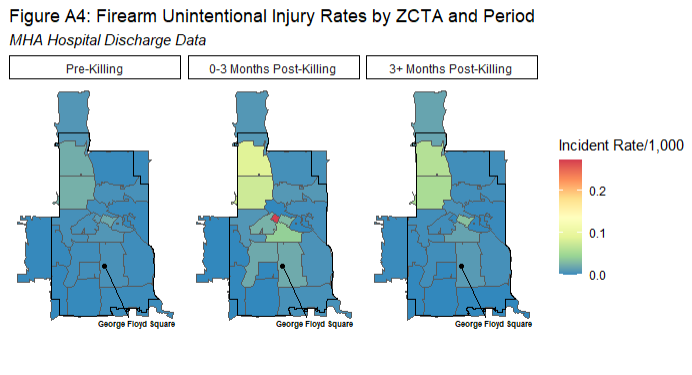 Figure A4: Firearm Unintentional Injury Rates by ZCTA and Period
MHA Hospital Discharge Data
Pre-Killing
0-3 Months Post-Killing
3+ Months Post-Killing
Incident Rate/1,000
0.2
0.1
0.0
George Floyd Square
George Floyd Square
George Floyd Square